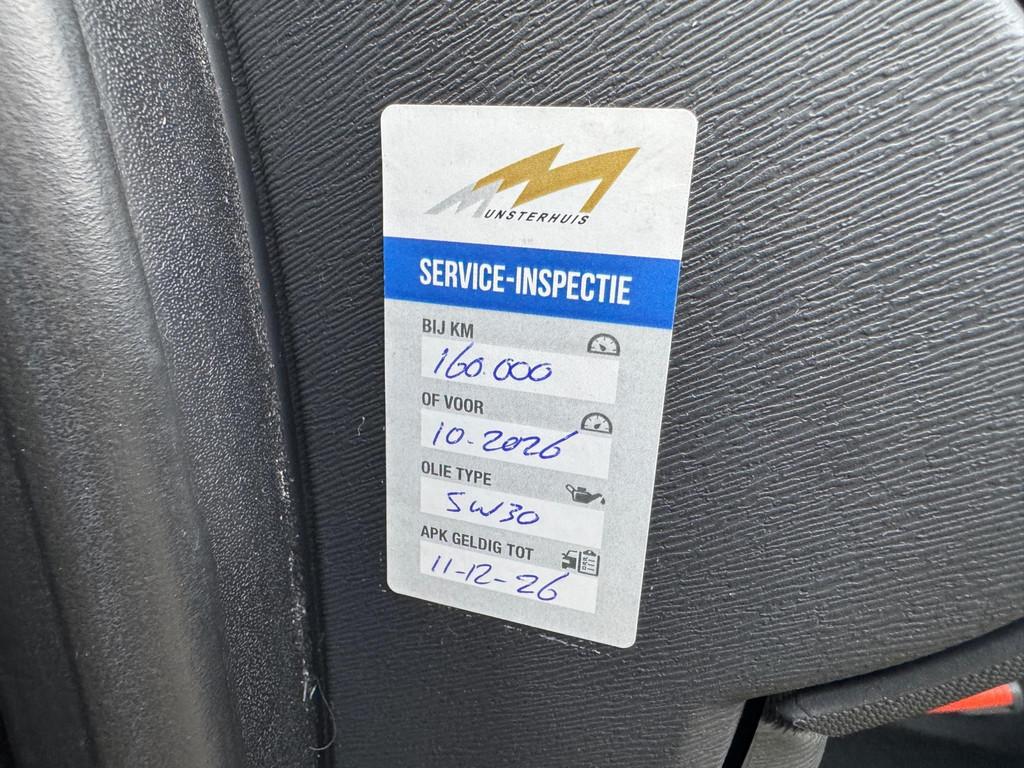 MUNSTERHUIS
SERVICE-INSPECTIE
BIJ KM
160.000
OF VOOR
10-2026
OLIE TYPE
5W30
APK GELDIG TOT
11-12-26